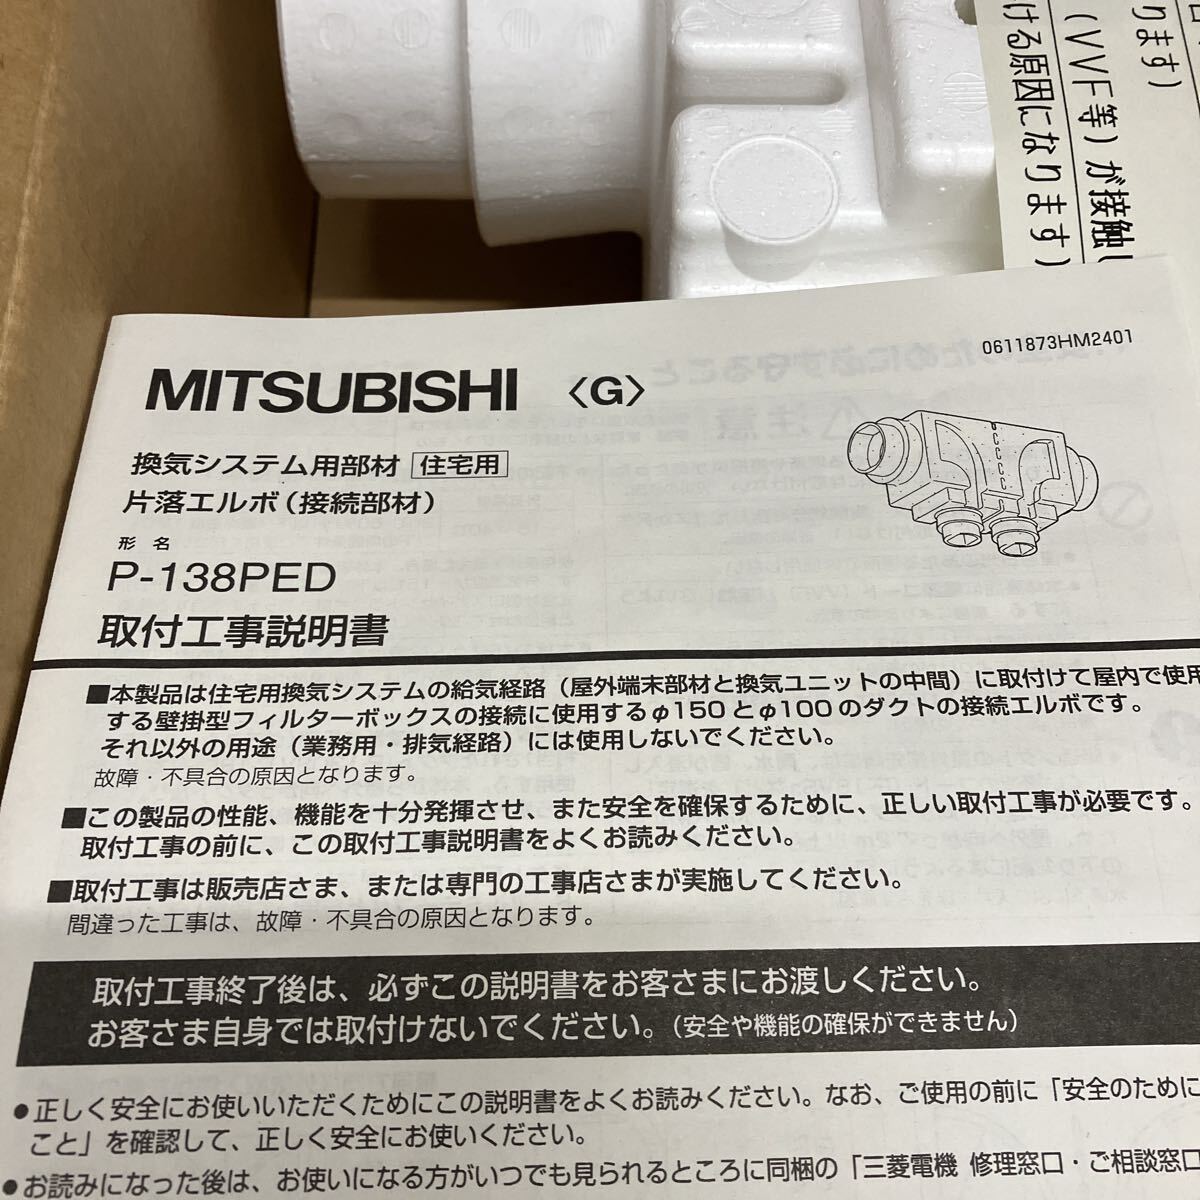 ります)
(VVF等)が接触し
ける原因になります)
0611873HM2401
MITSUBISHI 〈G〉
換気システム用部材 住宅用
片落エルボ(接続部材)
形名
P-138PED
取付工事説明書
■本製品は住宅用換気システムの給気経路(屋外端末部材と換気ユニットの中間)に取付けて屋内で使用
する壁掛型フィルターボックスの接続に使用するφ150とφ100のダクトの接続エルボです。
それ以外の用途(業務用・排気経路)には使用しないでください。
故障・不具合の原因となります。
■この製品の性能、機能を十分発揮させ、また安全を確保するために、正しい取付工事が必要です。
取付工事の前に、この取付工事説明書をよくお読みください。
■取付工事は販売店さま、または専門の工事店さまが実施してください。
間違った工事は、故障・不具合の原因となります。
取付工事終了後は、必ずこの説明書をお客さまにお渡しください。
お客さま自身では取付けないでください。(安全や機能の確保ができません)
●正しく安全にお使いいただくためにこの説明書をよくお読みください。なお、ご使用の前に「安全のために
こと」を確認して、正しく安全にお使いください。
●お読みになった後は、お使いになる方がいつでも見られるところに同梱の「三菱電機 修理窓口・ご相談窓口